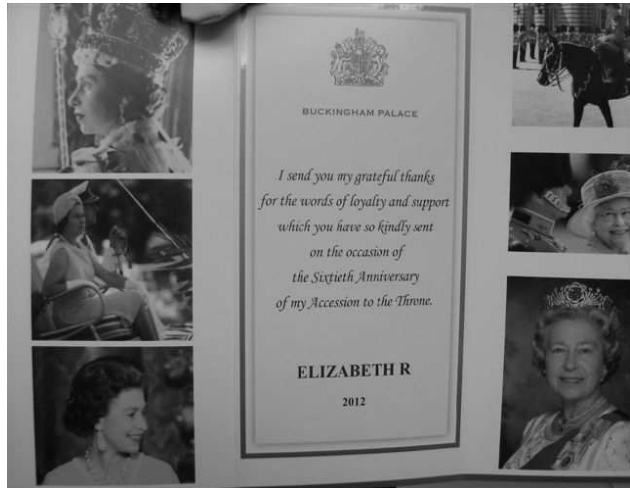 BUCKINGHAM PALACE
I send you my grateful thanks
for the words of loyalty and support
which you have so kindly sent
on the occasion of
the Sixtieth Anniversary
of my Accession to the Throne.
ELIZABETH R
2012